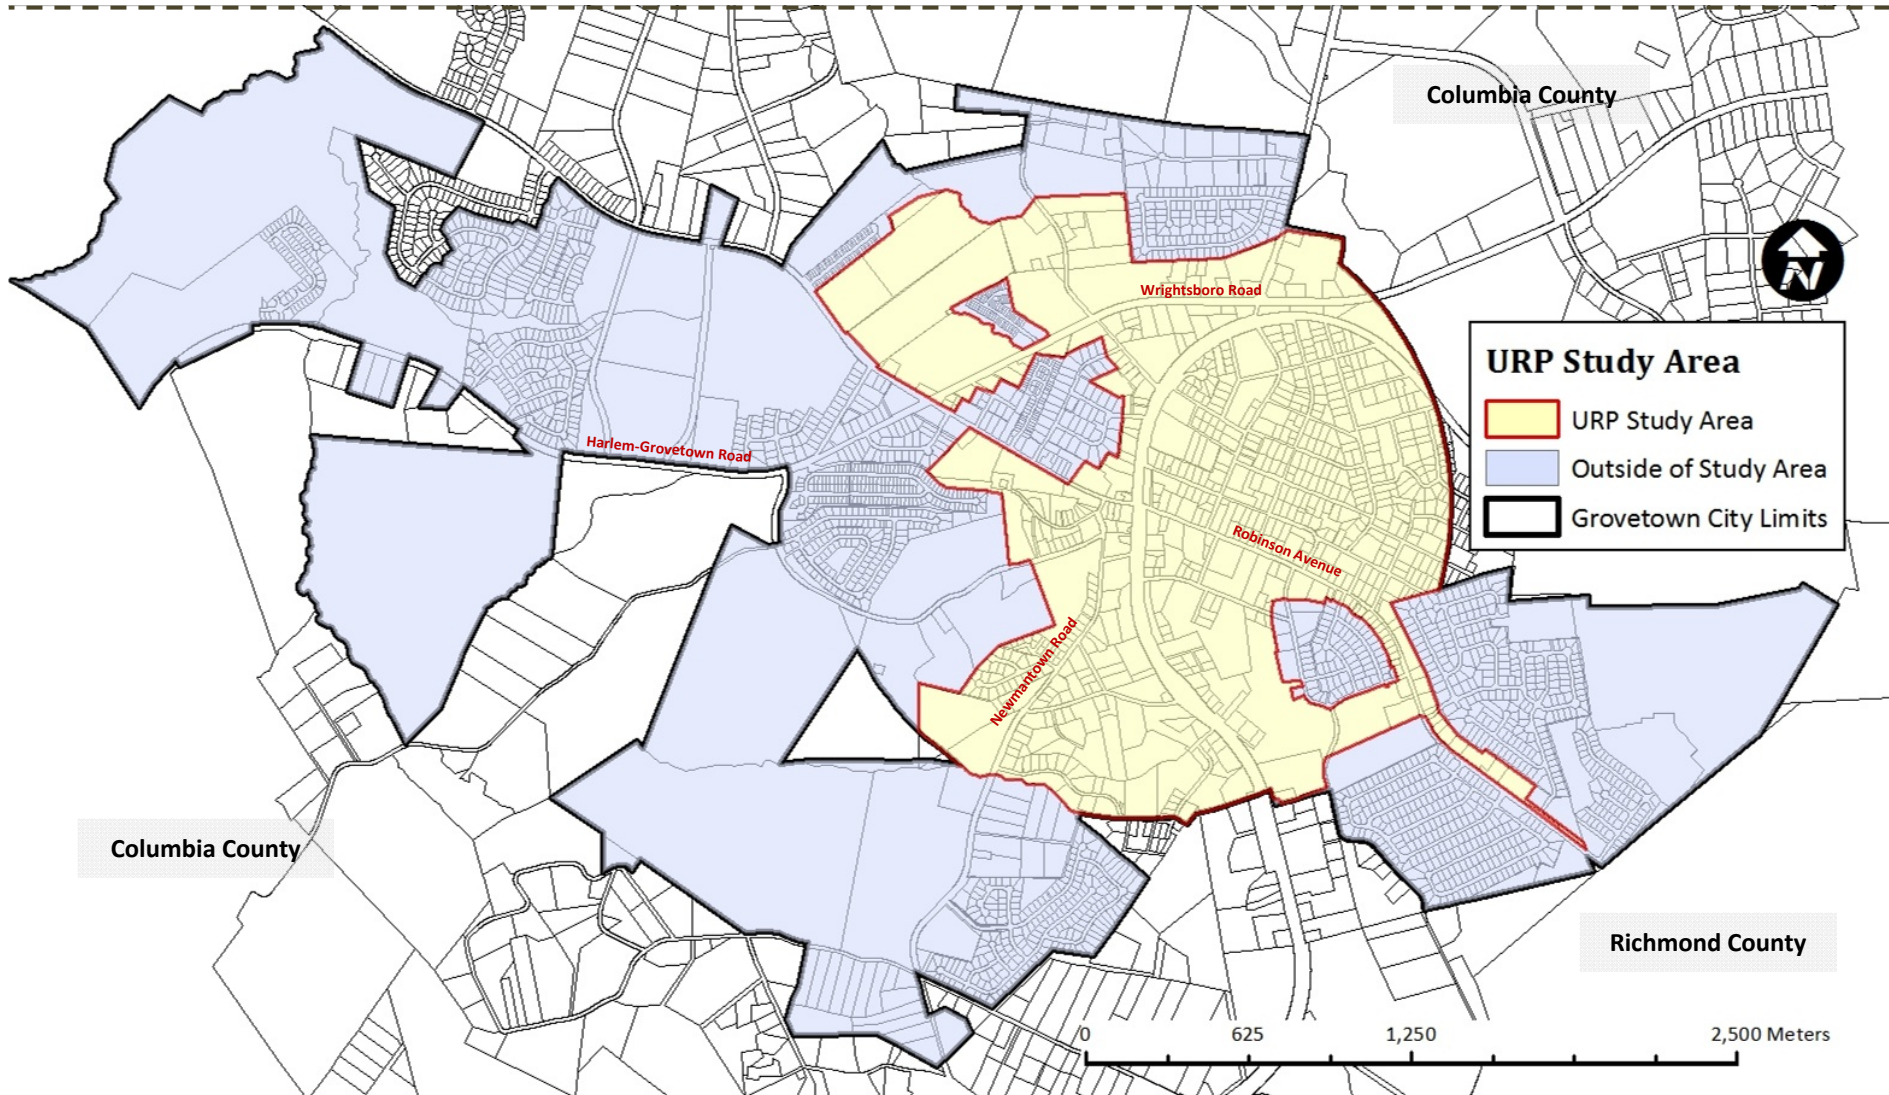 Columbia County
Wrightsboro Road
N
URP Study Area
URP Study Area
Outside of Study Area
Grovetown City Limits
Harlem-Grovetown Road
Robinson Avenue
Newmantown Road
Columbia County
Richmond County
0 625 1,250 2,500 Meters